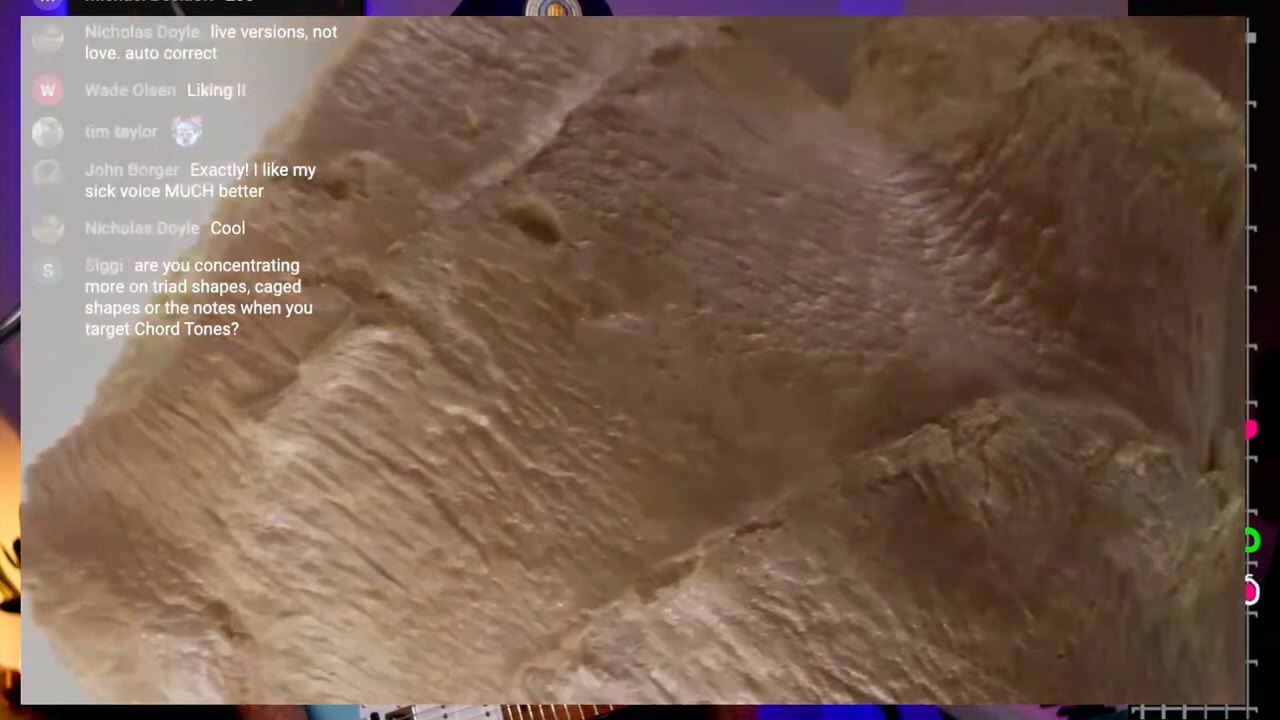 Nicholas Doyle live versions, not
love. auto correct
Wade Olsen Liking It
tim taylor
John Borger Exactly! I like my
sick voice MUCH better
Nicholas Doyle Cool
S Siggi are you concentrating
more on triad shapes, caged
shapes or the notes when you
target Chord Tones?